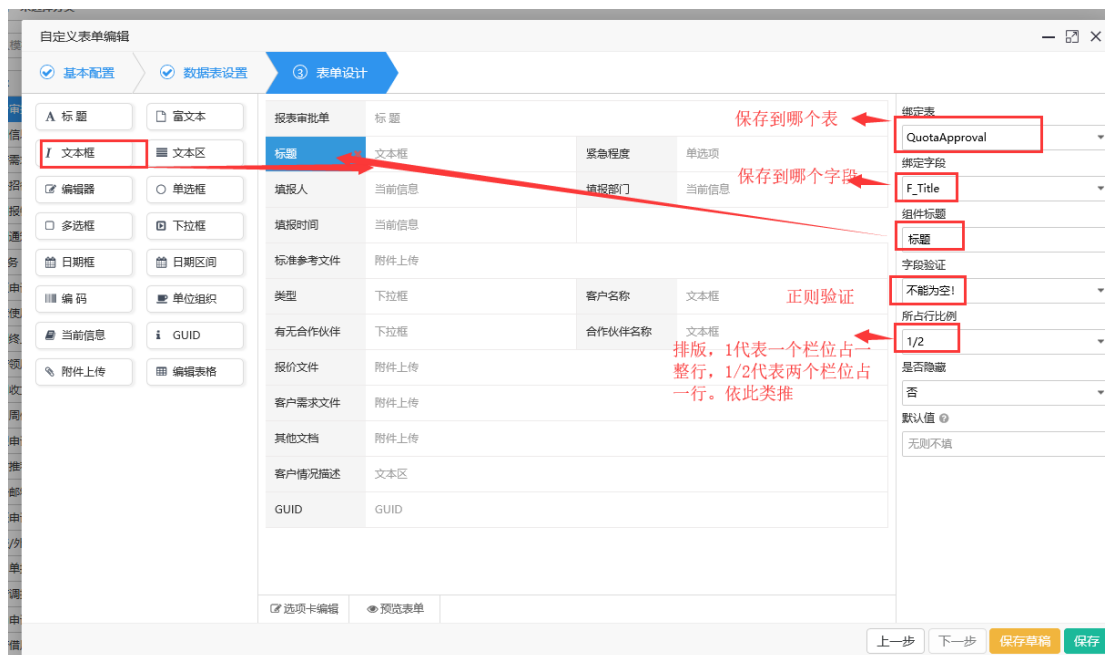 自定义表单编辑
基本配置
数据表设置
③ 表单设计
A 标题
富文本
I 文本框
文本区
编辑器
单选框
多选框
下拉框
日期框
日期区间
编码
单位组织
当前信息
i GUID
附件上传
编辑表格
报表审批单 标题
标题 文本框 紧急程度 单选项
填报人 当前信息 填报部门 当前信息
填报时间 当前信息
标准参考文件 附件上传
类型 下拉框 客户名称 文本框
有无合作伙伴 下拉框 合作伙伴名称 文本框
报价文件 附件上传
客户需求文件 附件上传
其他文档 附件上传
客户情况描述 文本区
GUID GUID
保存到哪个表
保存到哪个字段
正则验证
排版，1代表一个栏位占一
整行，1/2代表两个栏位占
一行。依此类推
绑定表
QuotaApproval
绑定字段
F_Title
组件标题
标题
字段验证
不能为空!
所占行比例
1/2
是否隐藏
否
默认值
无则不填
选项卡编辑
预览表单
上一步
下一步
保存草稿
保存